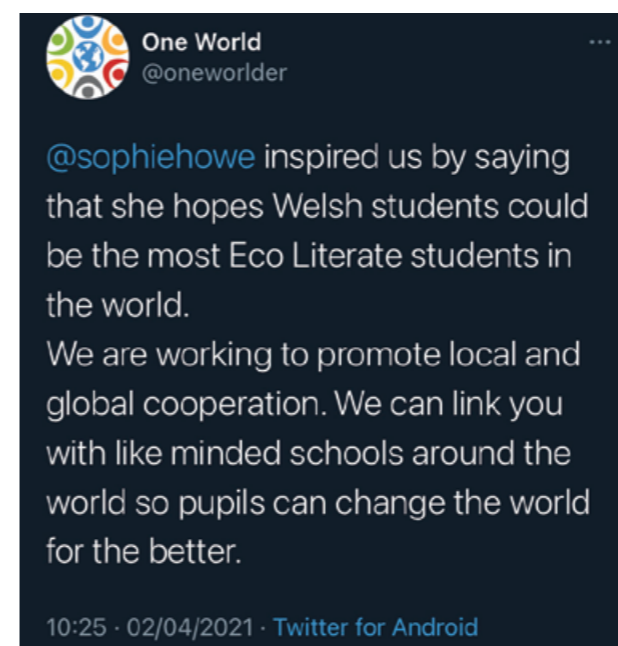 One World
...
@oneworlder
@sophiehowe inspired us by saying
that she hopes Welsh students could
be the most Eco Literate students in
the world.
We are working to promote local and
global cooperation. We can link you
with like minded schools around the
world so pupils can change the world
for the better.
10:25 · 02/04/2021 · Twitter for Android